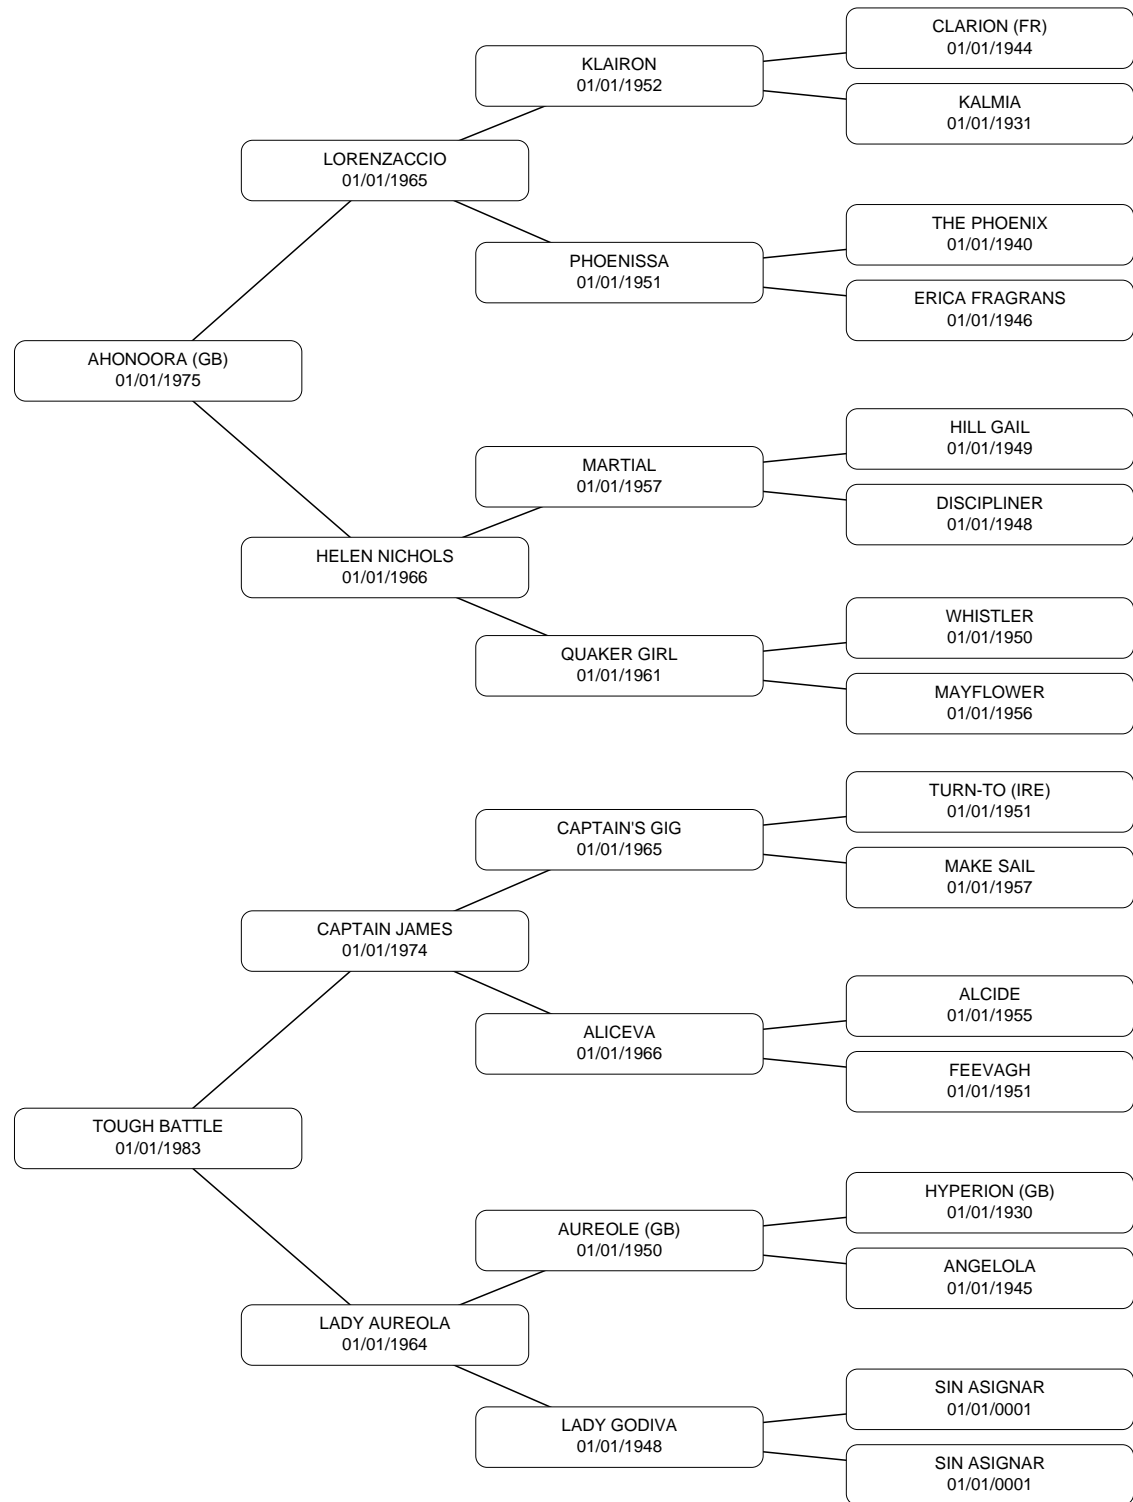 CLARION (FR)
01/01/1944
KLAIRON
01/01/1952
KALMIA
01/01/1931
LORENZACCIO
01/01/1965
THE PHOENIX
01/01/1940
PHOENISSA
01/01/1951
ERICA FRAGRANS
01/01/1946
AHONOORA (GB)
01/01/1975
HILL GAIL
01/01/1949
MARTIAL
01/01/1957
DISCIPLINER
01/01/1948
HELEN NICHOLS
01/01/1966
WHISTLER
01/01/1950
QUAKER GIRL
01/01/1961
MAYFLOWER
01/01/1956
TURN-TO (IRE)
01/01/1951
CAPTAIN'S GIG
01/01/1965
MAKE SAIL
01/01/1957
CAPTAIN JAMES
01/01/1974
ALCIDE
01/01/1955
ALICEVA
01/01/1966
FEEVAGH
01/01/1951
TOUGH BATTLE
01/01/1983
HYPERION (GB)
01/01/1930
AUREOLE (GB)
01/01/1950
ANGELOLA
01/01/1945
LADY AUREOLA
01/01/1964
SIN ASIGNAR
01/01/0001
LADY GODIVA
01/01/1948
SIN ASIGNAR
01/01/0001